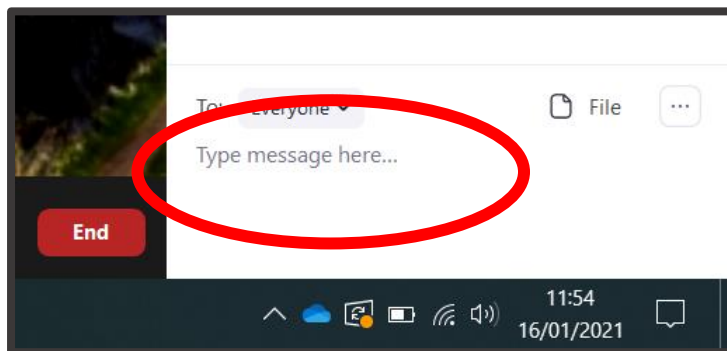 To: Everyone
File
...
Type message here...
End
11:54
16/01/2021